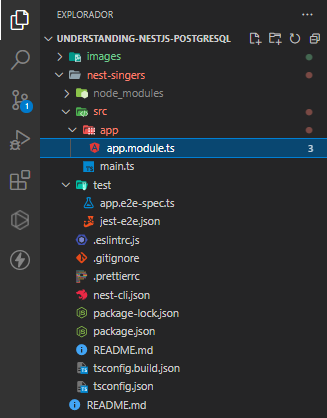 EXPLORADOR
UNDERSTANDING-NESTJS-POSTGRESQL
images
nest-singers
node_modules
src
app
app.module.ts 3
main.ts
test
app.e2e-spec.ts
jest-e2e.json
.eslintrc.js
.gitignore
.prettierrc
nest-cli.json
package-lock.json
package.json
README.md
tsconfig.build.json
tsconfig.json
README.md
1